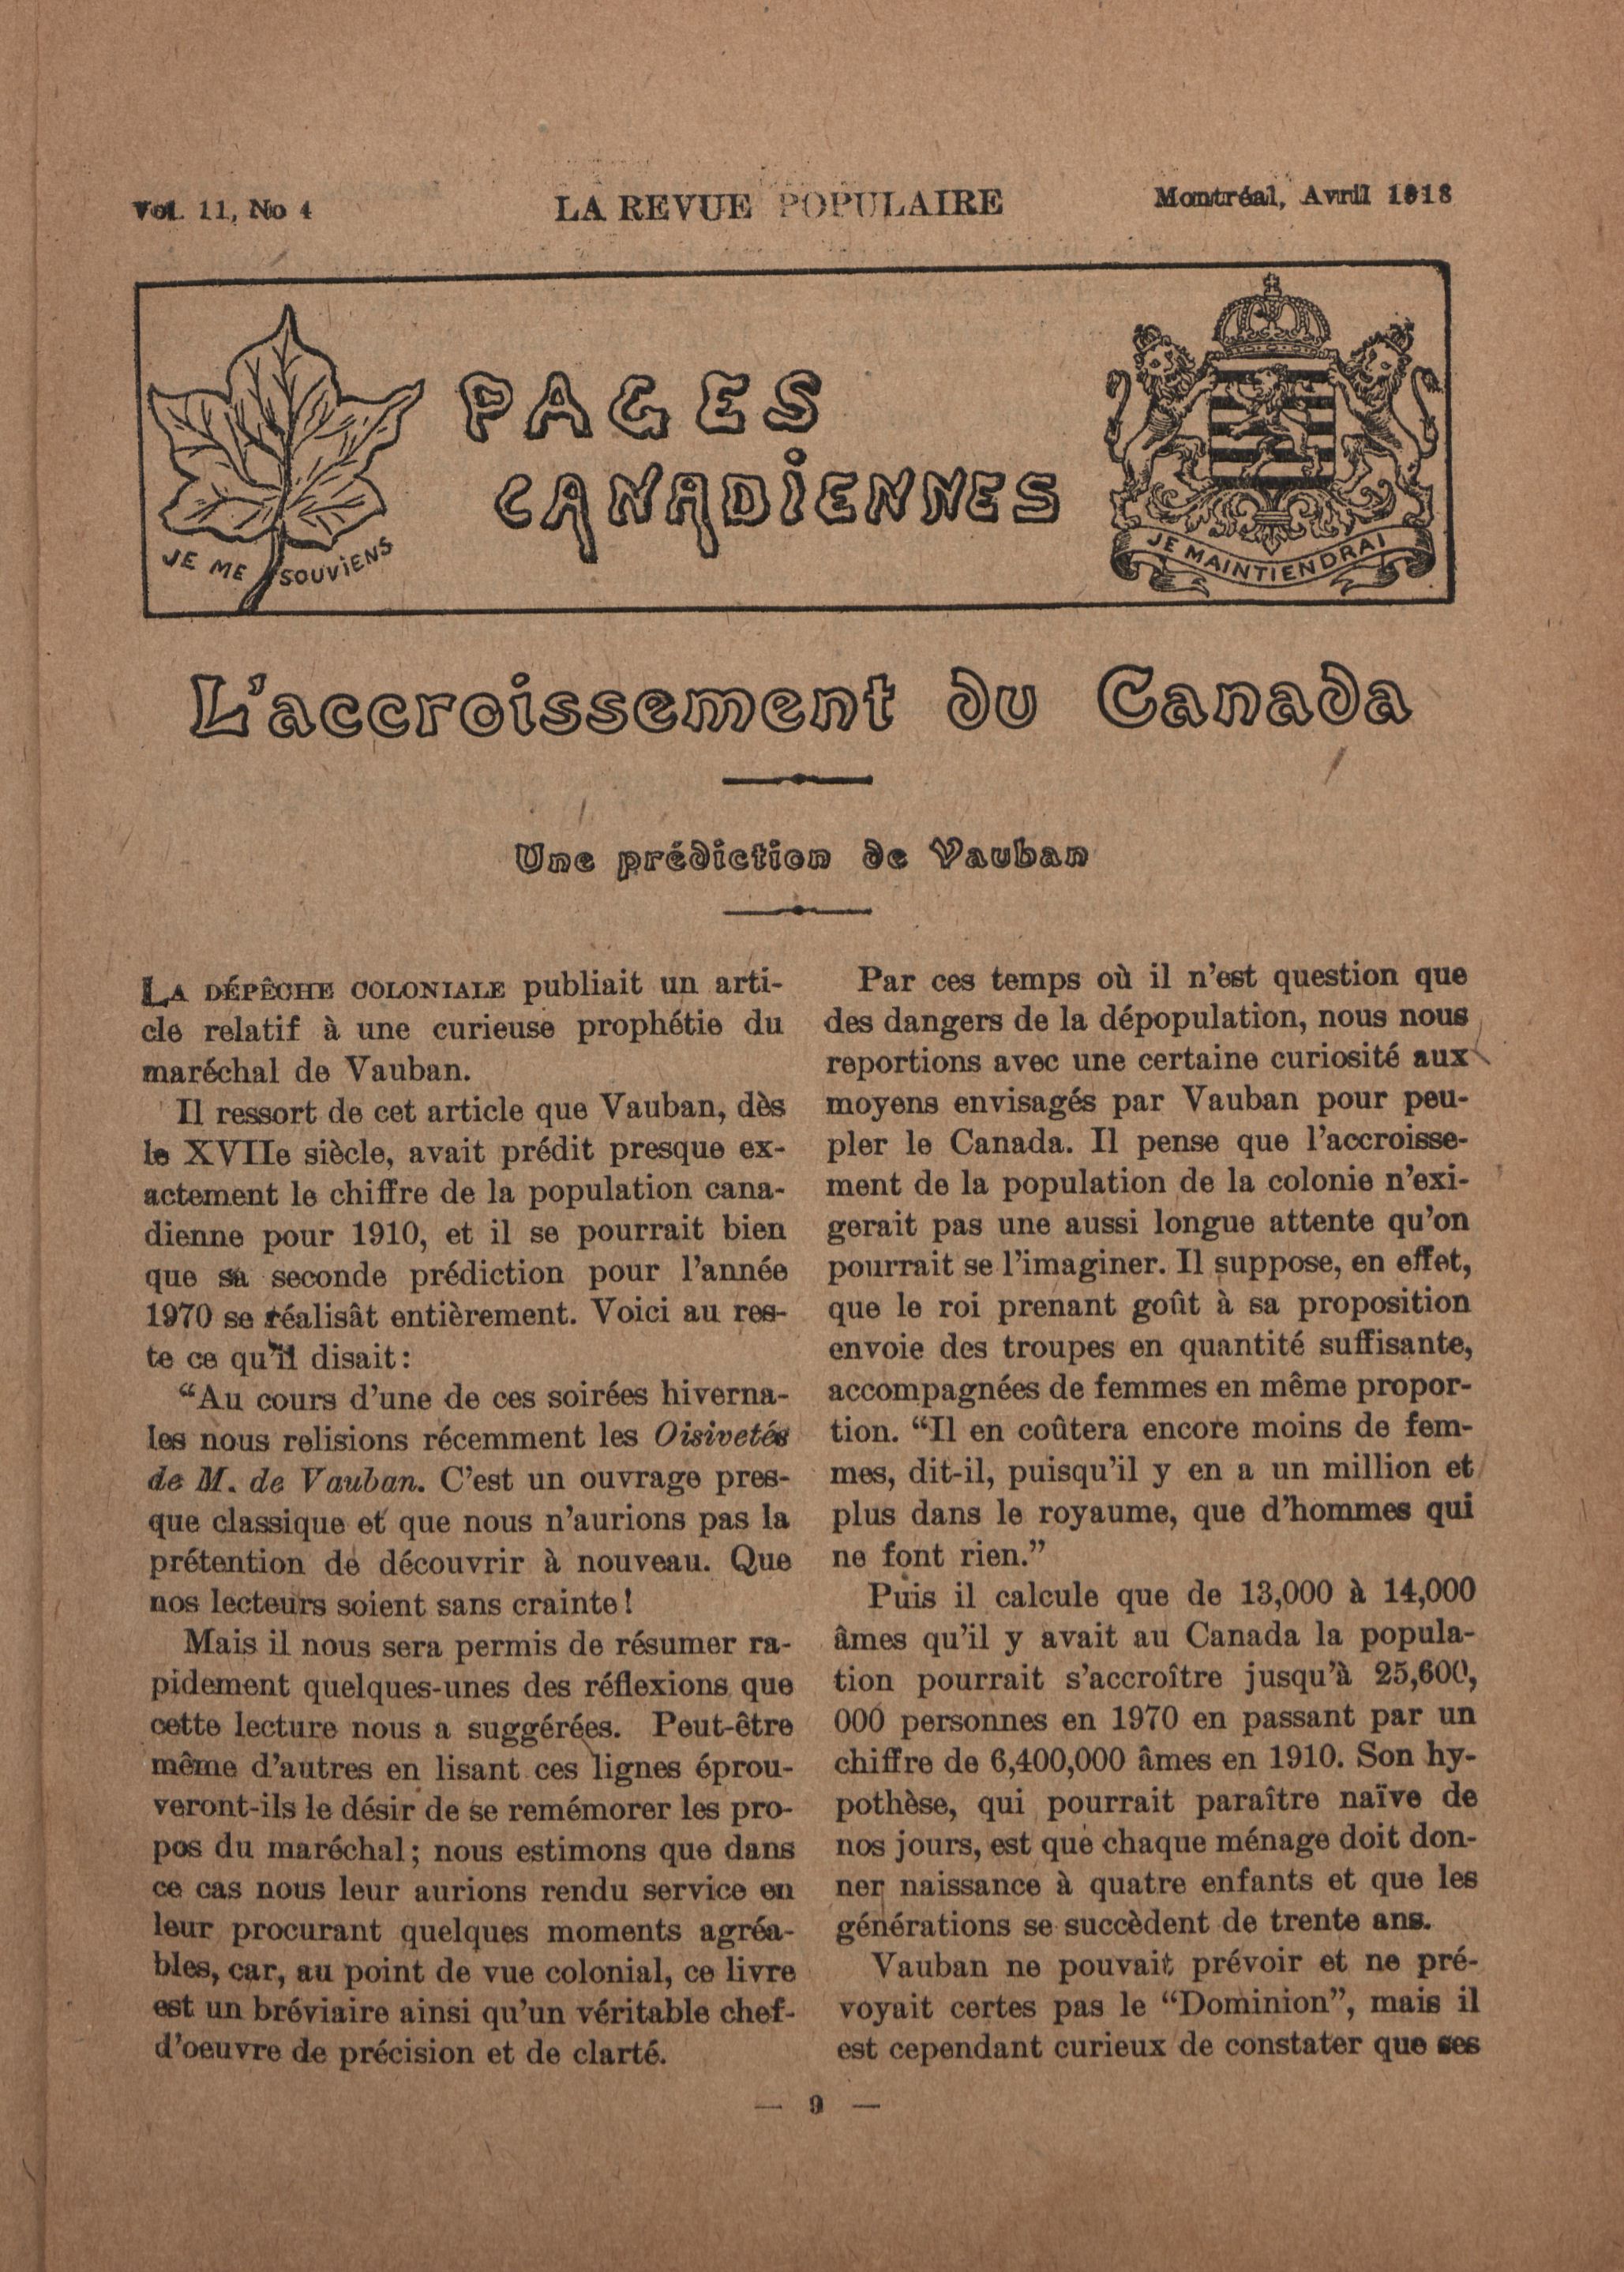 Vol. 11, No 4
LA REVUE POPULAIRE
Montréal, Avril 1918
PAGES
CANADIENNES
JE ME SOUVIENS
JE MAINTIENDRAI
L'accroissement du Canada
Une prédiction de Vauban
LA DÉPÊCHE COLONIALE publiait un arti-
cle relatif à une curieuse prophétie du
maréchal de Vauban.
Il ressort de cet article que Vauban, dès
le XVIIe siècle, avait prédit presque ex-
actement le chiffre de la population cana-
dienne pour 1910, et il se pourrait bien
que sa seconde prédiction pour l'année
1970 se réalisât entièrement. Voici au res-
te ce qu'il disait:
“Au cours d'une de ces soirées hiverna-
les nous relisions récemment les Oisivetés
de M. de Vauban. C'est un ouvrage pres-
que classique et que nous n'aurions pas la
prétention de découvrir à nouveau. Que
nos lecteurs soient sans crainte!
Mais il nous sera permis de résumer ra-
pidement quelques-unes des réflexions que
cette lecture nous a suggérées. Peut-être
même d'autres en lisant ces lignes éprou-
veront-ils le désir de se remémorer les pro-
pos du maréchal; nous estimons que dans
ce cas nous leur aurions rendu service en
leur procurant quelques moments agréa-
bles, car, au point de vue colonial, ce livre
est un bréviaire ainsi qu'un véritable chef-
d'oeuvre de précision et de clarté.
Par ces temps où il n'est question que
des dangers de la dépopulation, nous nous
reportions avec une certaine curiosité aux
moyens envisagés par Vauban pour peu-
pler le Canada. Il pense que l'accroisse-
ment de la population de la colonie n'exi-
gerait pas une aussi longue attente qu'on
pourrait se l'imaginer. Il suppose, en effet,
que le roi prenant goût à sa proposition
envoie des troupes en quantité suffisante,
accompagnées de femmes en même propor-
tion. “Il en coûtera encore moins de fem-
mes, dit-il, puisqu'il y en a un million et
plus dans le royaume, que d'hommes qui
ne font rien.”
Puis il calcule que de 13,000 à 14,000
âmes qu'il y avait au Canada la popula-
tion pourrait s'accroître jusqu'à 25,600,
000 personnes en 1970 en passant par un
chiffre de 6,400,000 âmes en 1910. Son hy-
pothèse, qui pourrait paraître naïve de
nos jours, est que chaque ménage doit don-
ner naissance à quatre enfants et que les
générations se succèdent de trente ans.
Vauban ne pouvait prévoir et ne pré-
voyait certes pas le “Dominion”, mais il
est cependant curieux de constater que ses
— 9 —